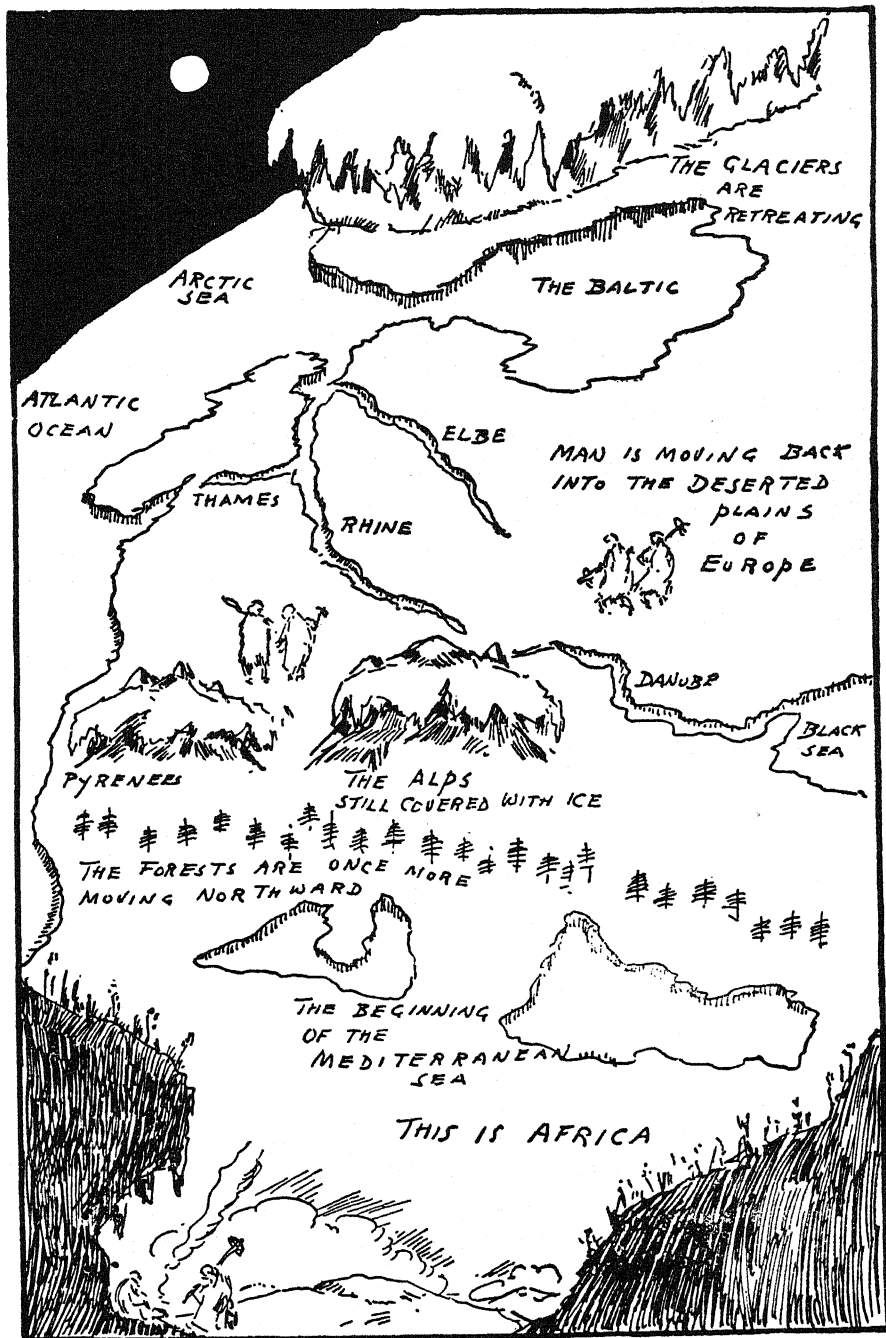 THE GLACIERS
ARE
RETREATING
ARCTIC
SEA
THE BALTIC
ATLANTIC
OCEAN
ELBE
MAN IS MOVING BACK
INTO THE DESERTED
PLAINS
OF
EUROPE
THAMES
RHINE
DANUBE
BLACK
SEA
PYRENEES
THE ALPS
STILL COVERED WITH ICE
THE FORESTS ARE ONCE MORE
MOVING NORTHWARD
THE BEGINNING
OF THE
MEDITERRANEAN
SEA
THIS IS AFRICA